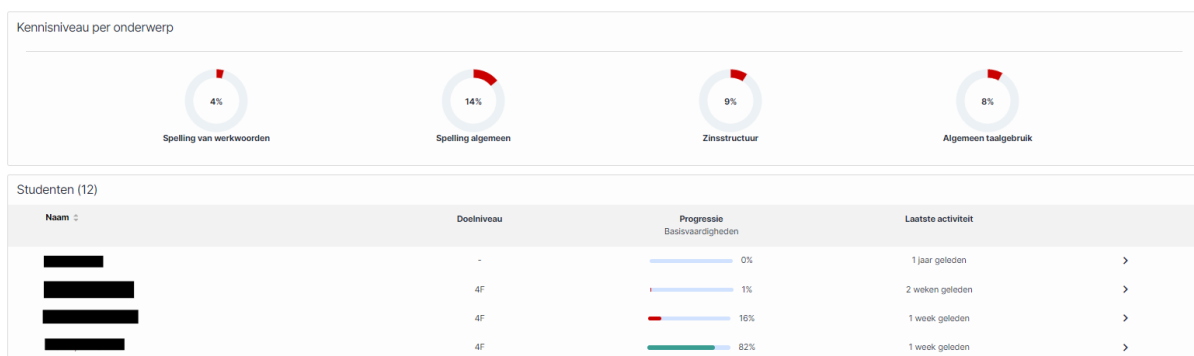 Kennisniveau per onderwerp
4% 14% 9% 8%
Spelling van werkwoorden Spelling algemeen Zinsstructuur Algemeen taalgebruik
Studenten (12)
Naam Doelniveau Progressie Laatste activiteit
Basisvaardigheden
- 0% 1 jaar geleden
4F 1% 2 weken geleden
4F 16% 1 week geleden
4F 82% 1 week geleden